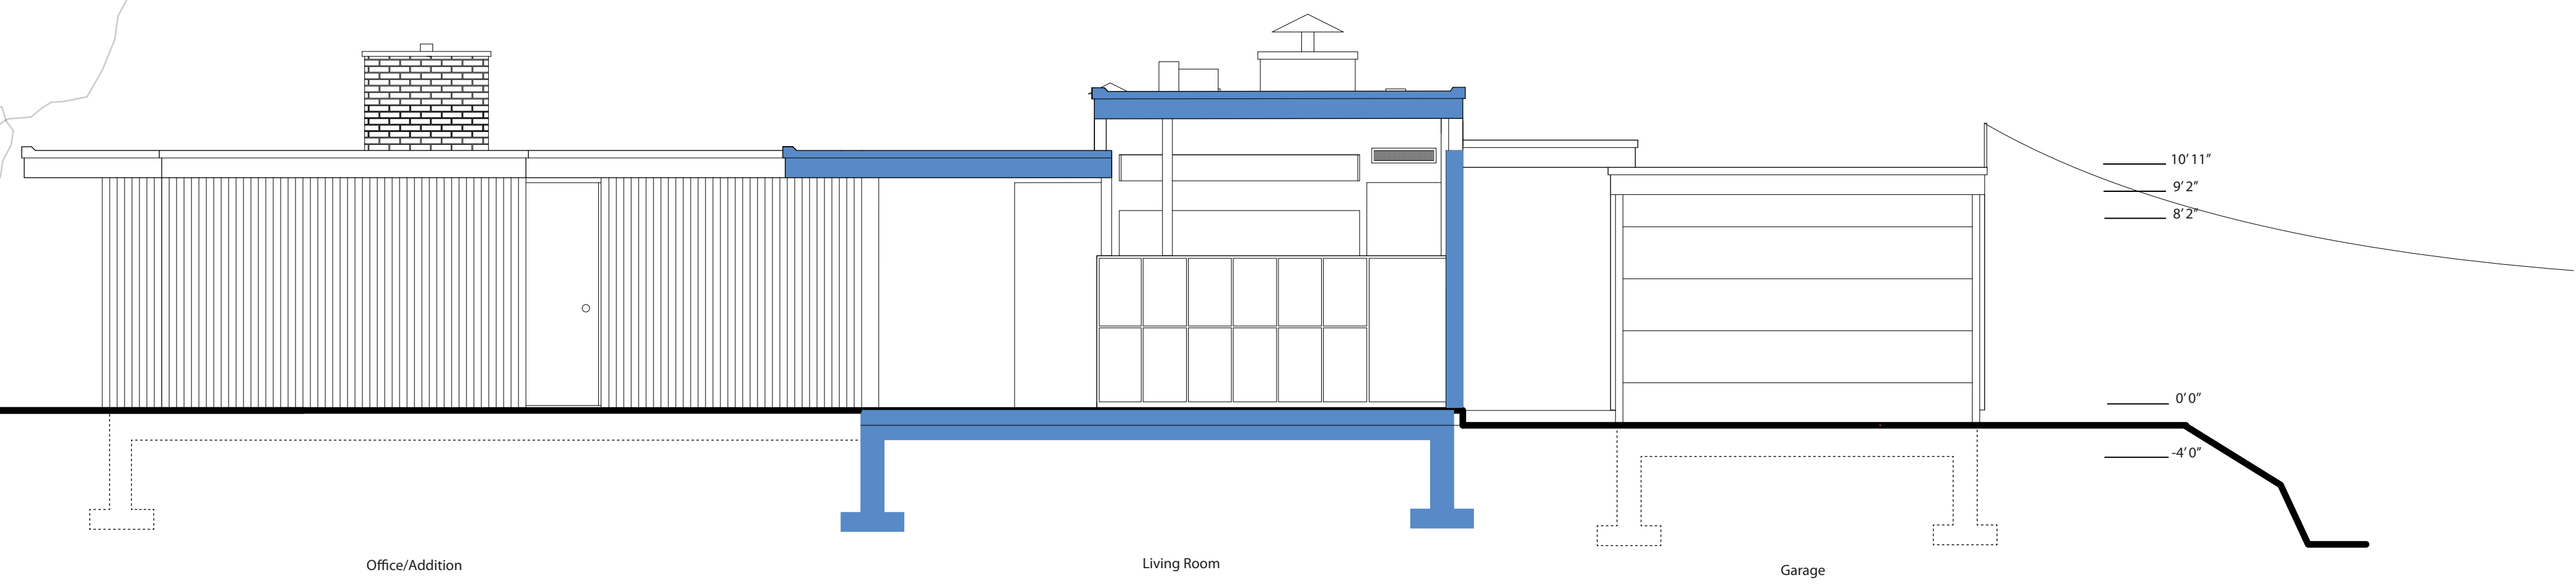 10’ 11”
9’ 2”
8’ 2”
0’ 0”
-4’ 0”
Office/Addition
Living Room
Garage